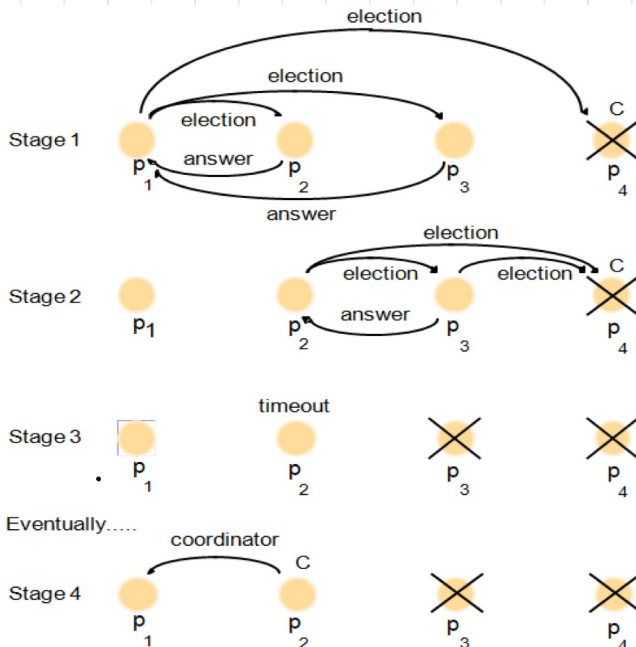 election
election
election
C
Stage 1
answer
p1
p2
p3
p4
answer
election
C
election
election
Stage 2
answer
p1
p2
p3
p4
timeout
Stage 3
p1
p2
p3
p4
Eventually.....
coordinator
C
Stage 4
p1
p2
p3
p4